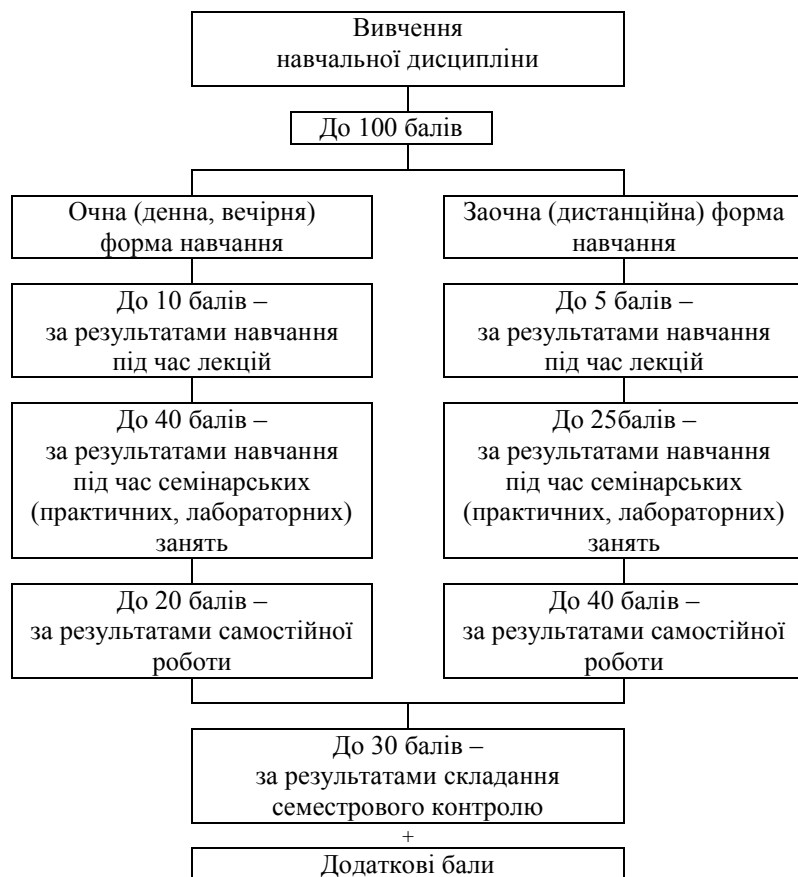 Вивчення
навчальної дисципліни
До 100 балів
Очна (денна, вечірня)
форма навчання
До 10 балів –
за результатами навчання
під час лекцій
До 40 балів –
за результатами навчання
під час семінарських
(практичних, лабораторних)
занять
До 20 балів –
за результатами самостійної
роботи
Заочна (дистанційна) форма
навчання
До 5 балів –
за результатами навчання
під час лекцій
До 25балів –
за результатами навчання
під час семінарських
(практичних, лабораторних)
занять
До 40 балів –
за результатами самостійної
роботи
До 30 балів –
за результатами складання
семестрового контролю
+
Додаткові бали